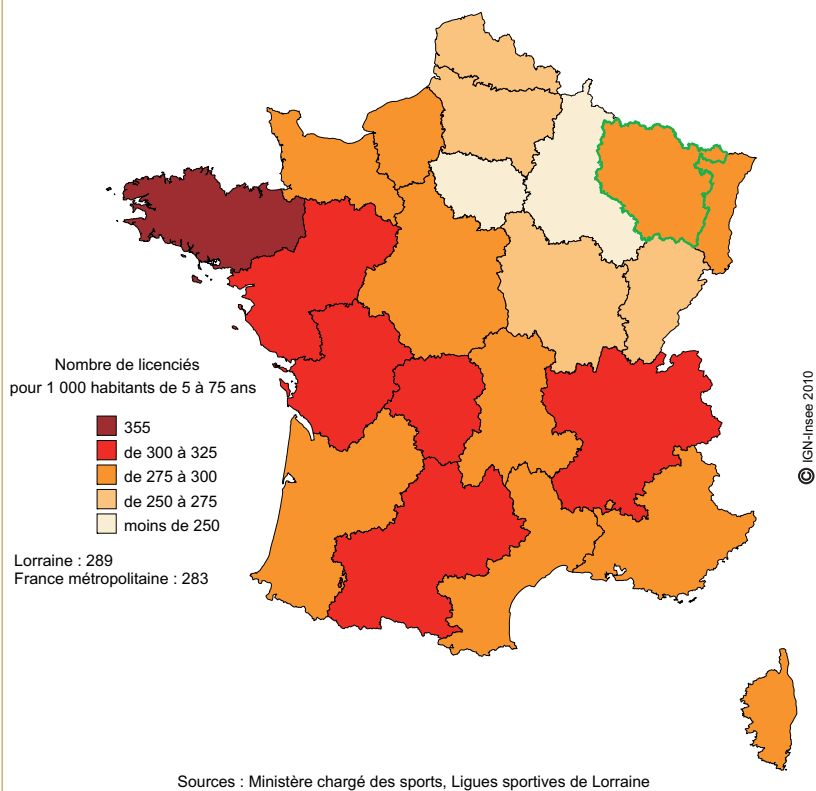 Nombre de licenciés
pour 1 000 habitants de 5 à 75 ans
355
de 300 à 325
de 275 à 300
de 250 à 275
moins de 250
Lorraine : 289
France métropolitaine : 283
© IGN-Insee 2010
Sources : Ministère chargé des sports, Ligues sportives de Lorraine